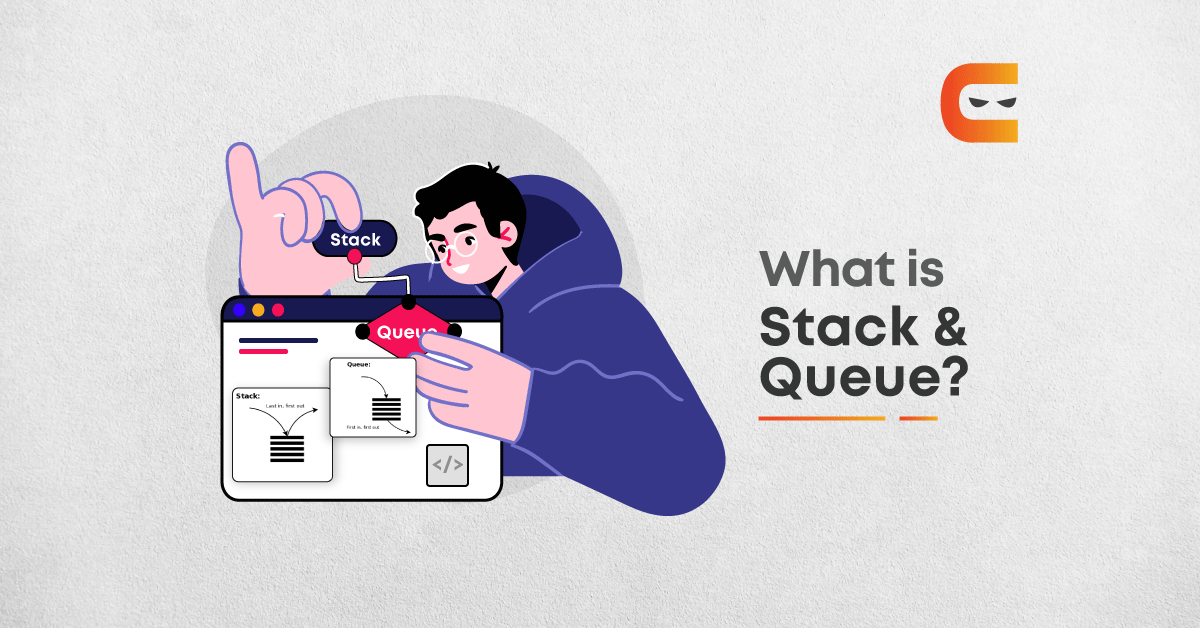 Stack
Queue
Queue:
First in, first out
Stack:
Last in, first out
</>
What is
Stack &
Queue?